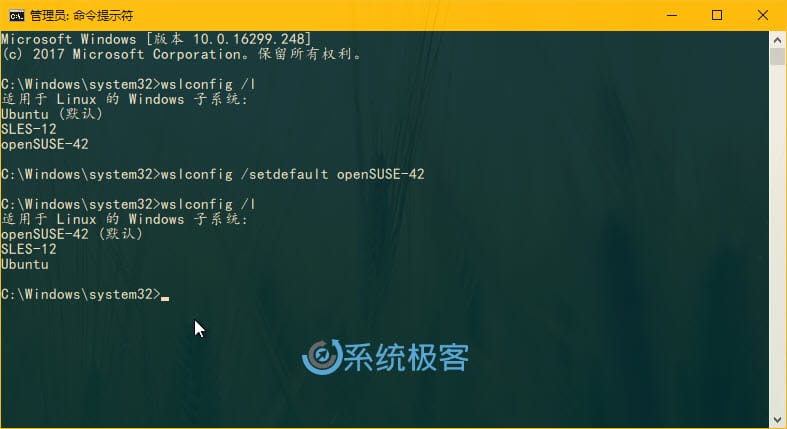 管理员: 命令提示符
Microsoft Windows [版本 10.0.16299.248]
(c) 2017 Microsoft Corporation。保留所有权利。
C:\Windows\system32>wslconfig /l
适用于 Linux 的 Windows 子系统:
Ubuntu (默认)
SLES-12
openSUSE-42
C:\Windows\system32>wslconfig /setdefault openSUSE-42
C:\Windows\system32>wslconfig /l
适用于 Linux 的 Windows 子系统:
openSUSE-42 (默认)
SLES-12
Ubuntu
C:\Windows\system32>
系统极客